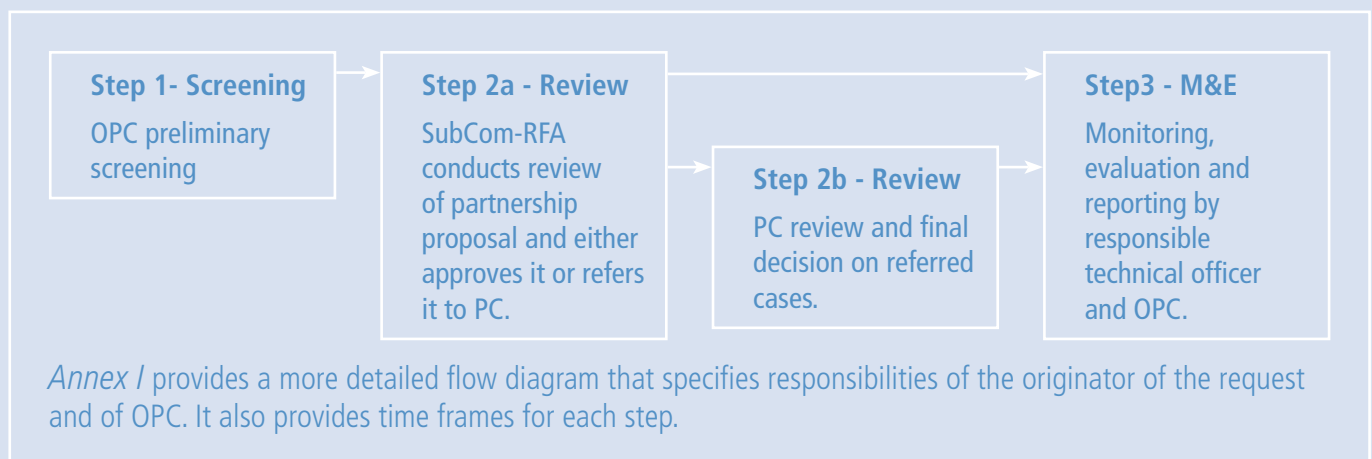 Step 1- Screening
OPC preliminary
screening
Step 2a - Review
SubCom-RFA
conducts review
of partnership
proposal and either
approves it or refers
it to PC.
Step 2b - Review
PC review and final
decision on referred
cases.
Step3 - M&E
Monitoring,
evaluation and
reporting by
responsible
technical officer
and OPC.
Annex I provides a more detailed flow diagram that specifies responsibilities of the originator of the request
and of OPC. It also provides time frames for each step.